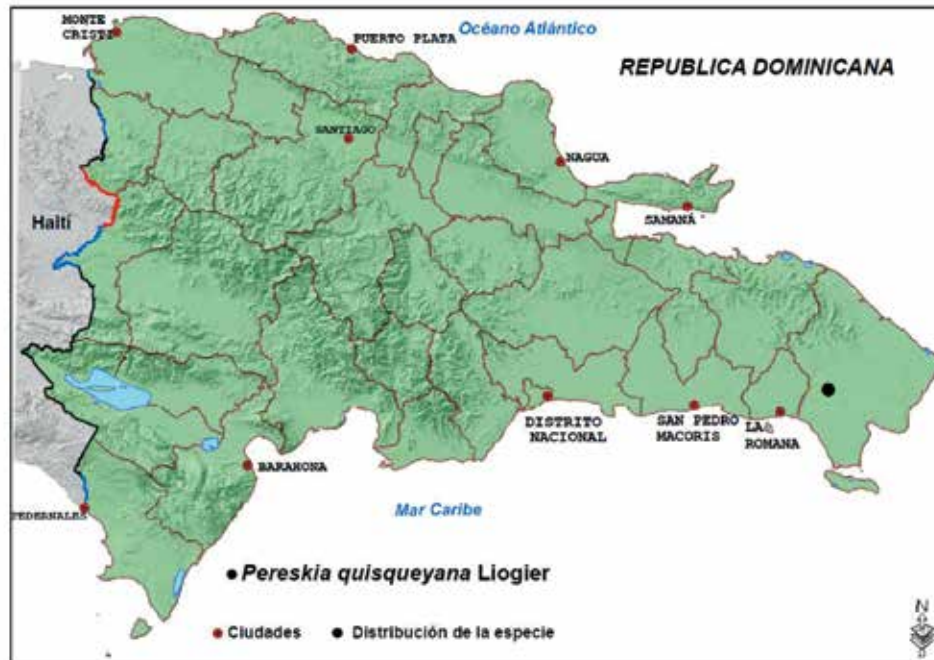 MONTE
CRISTI
PUERTO PLATA
Océano Atlántico
REPUBLICA DOMINICANA
SANTIAGO
NAGUA
SAMANÁ
Haití
DISTRITO
NACIONAL
SAN PEDRO
MACORIS
LA
ROMANA
BARAHONA
PEDERNALES
Mar Caribe
Pereskia quisqueyana Liogier
Ciudades
Distribución de la especie
N